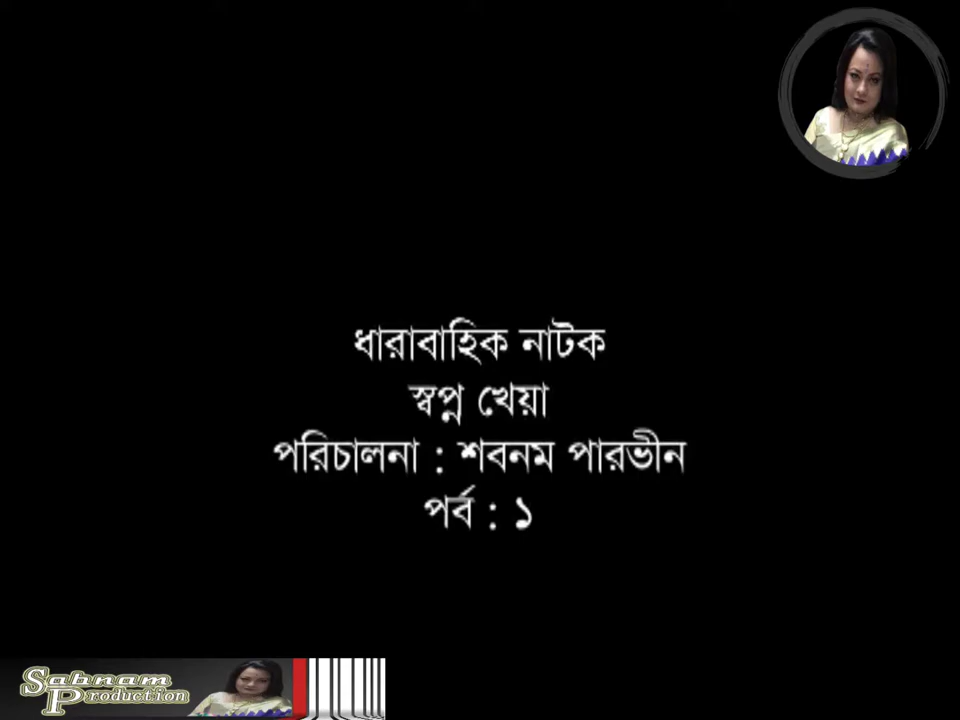 ধারাবাহিক নাটক
স্বপ্ন খেয়া
পরিচালনা : শবনম পারভীন
পর্ব : ১
Sabnam
Production